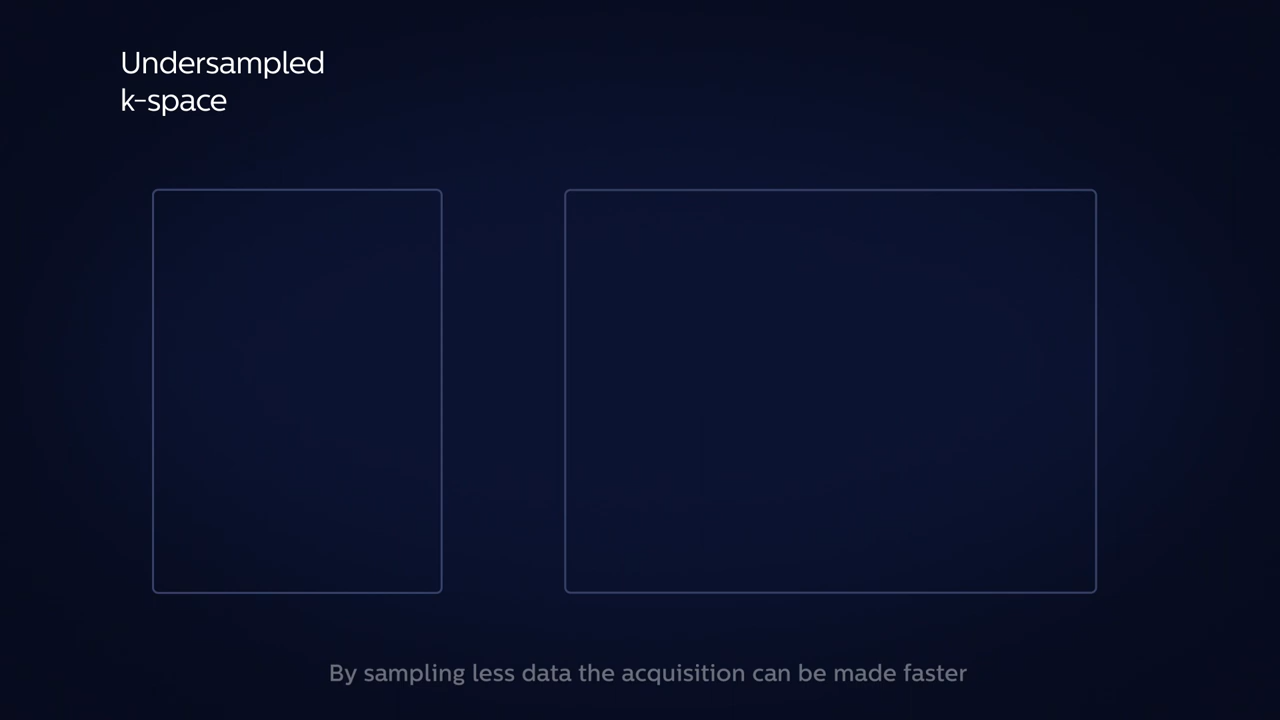 Undersampled
k-space
By sampling less data the acquisition can be made faster